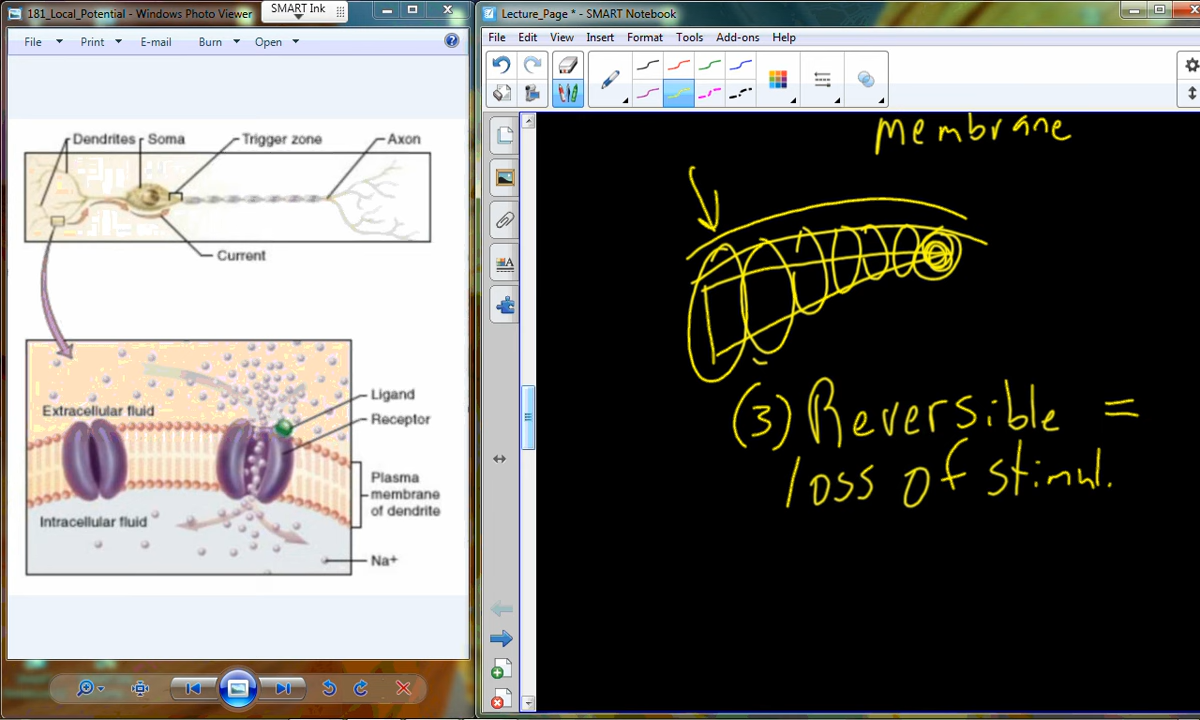 181_Local_Potential - Windows Photo Viewer
SMART Ink
File Print E-mail Burn Open
Dendrites Soma Trigger zone Axon
Current
Extracellular fluid
Ligand
Receptor
Plasma
membrane
of dendrite
Intracellular fluid
Na+
Lecture_Page * - SMART Notebook
File Edit View Insert Format Tools Add-ons Help
membrane
(3) Reversible =
loss of stimul.